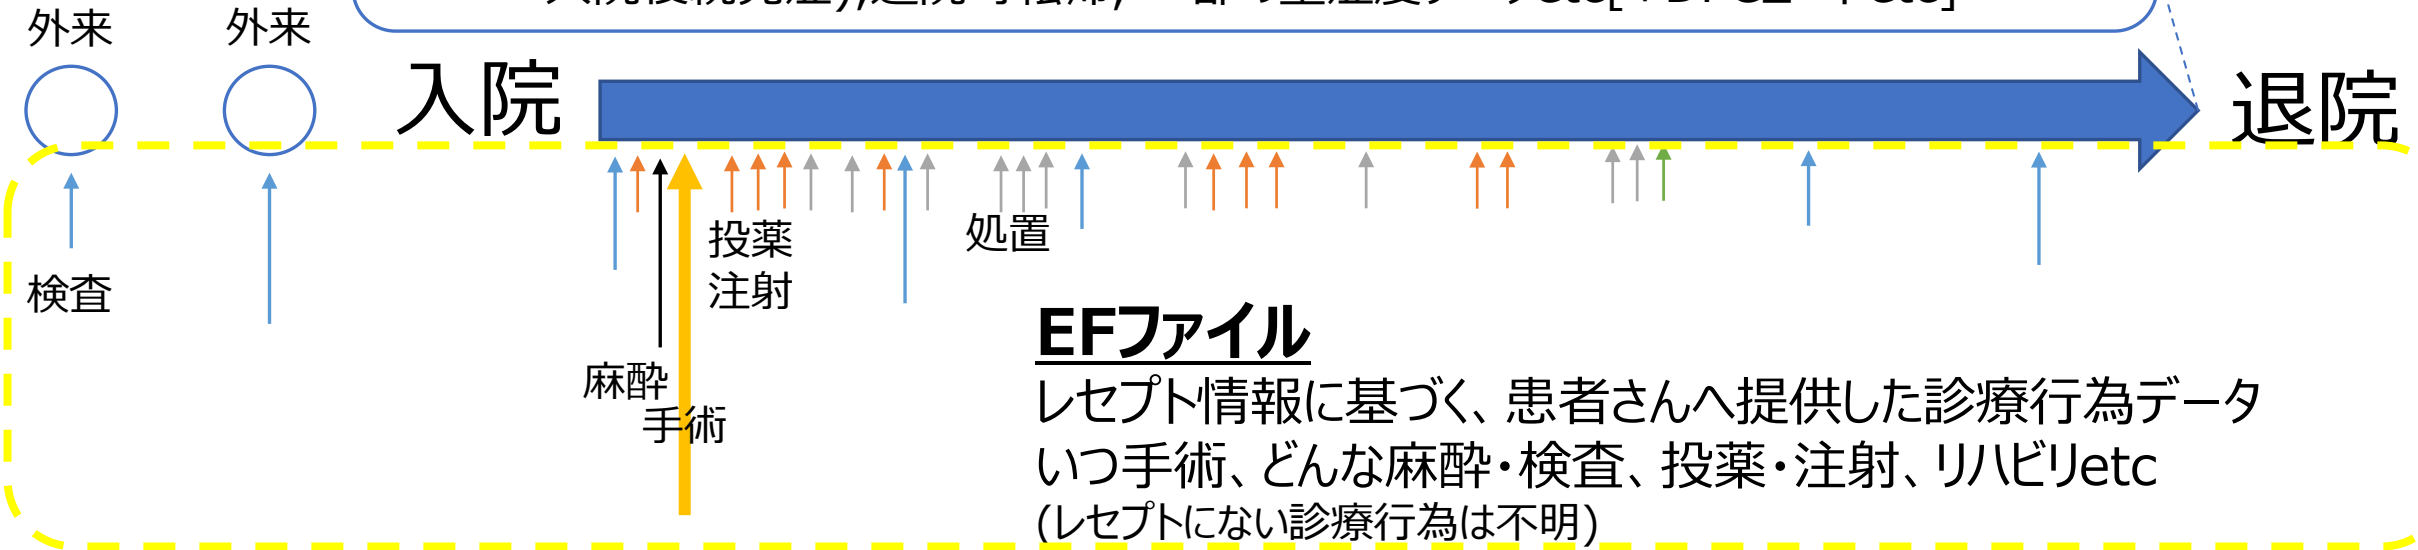 外来
外来
入院
退院
検査
投薬
注射
処置
麻酔
手術
EFファイル
レセプト情報に基づく、患者さんへ提供した診療行為データ
いつ手術、どんな麻酔・検査、投薬・注射、リハビリetc
(レセプトにない診療行為は不明)